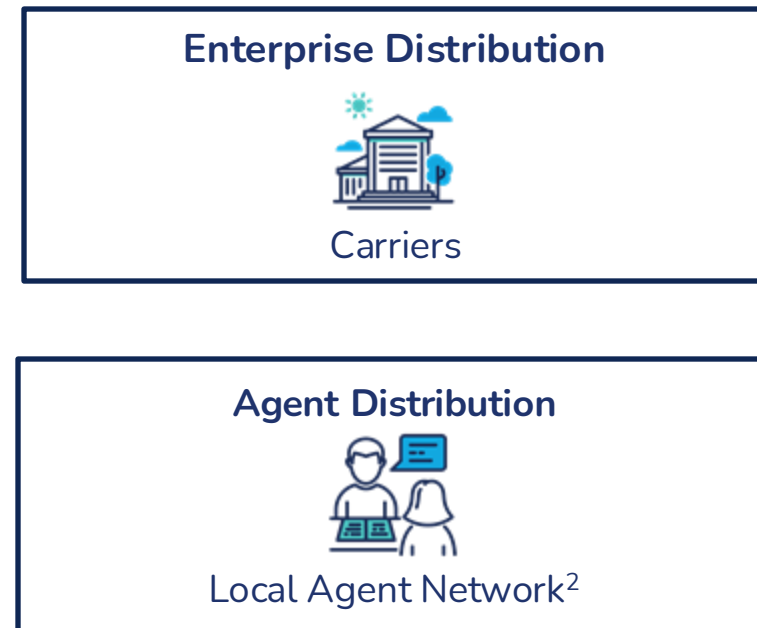 Enterprise Distribution
Carriers
Agent Distribution
Local Agent Network²